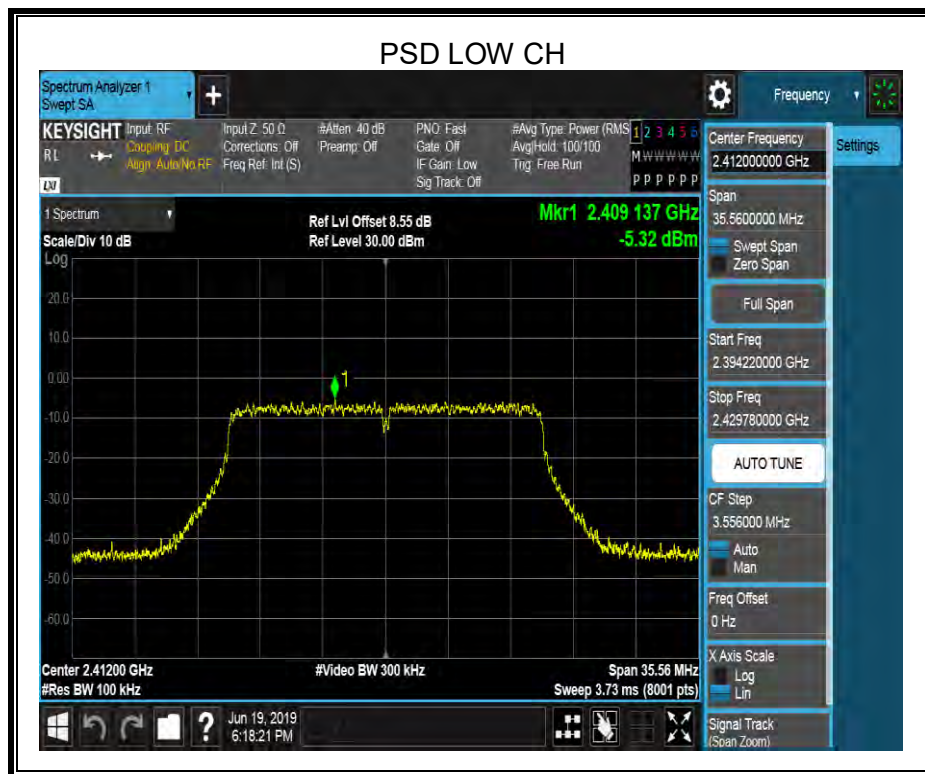 PSD LOW CH
Spectrum Analyzer 1
Swept SA
+
Frequency
KEYSIGHT
RL
LXI
Input: RF
Coupling: DC
Align: Auto/No RF
Input Z: 50 Ω
Corrections: Off
Freq Ref: Int (S)
#Atten: 40 dB
Preamp: Off
PNO: Fast
Gate: Off
IF Gain: Low
Sig Track: Off
#Avg Type: Power (RMS
Avg|Hold: 100/100
Trig: Free Run
1 2 3 4 5 6
M W W W W W
P P P P P P
1 Spectrum
Scale/Div 10 dB
Ref Lvl Offset 8.55 dB
Ref Level 30.00 dBm
Mkr1 2.409 137 GHz
-5.32 dBm
Log
20.0
10.0
0.00
-10.0
-20.0
-30.0
-40.0
-50.0
-60.0
1
Center 2.41200 GHz
#Res BW 100 kHz
#Video BW 300 kHz
Span 35.56 MHz
Sweep 3.73 ms (8001 pts)
?
Jun 19, 2019
6:18:21 PM
Center Frequency
2.412000000 GHz
Settings
Span
35.5600000 MHz
Swept Span
Zero Span
Full Span
Start Freq
2.394220000 GHz
Stop Freq
2.429780000 GHz
AUTO TUNE
CF Step
3.556000 MHz
Auto
Man
Freq Offset
0 Hz
X Axis Scale
Log
Lin
Signal Track
(Span Zoom)